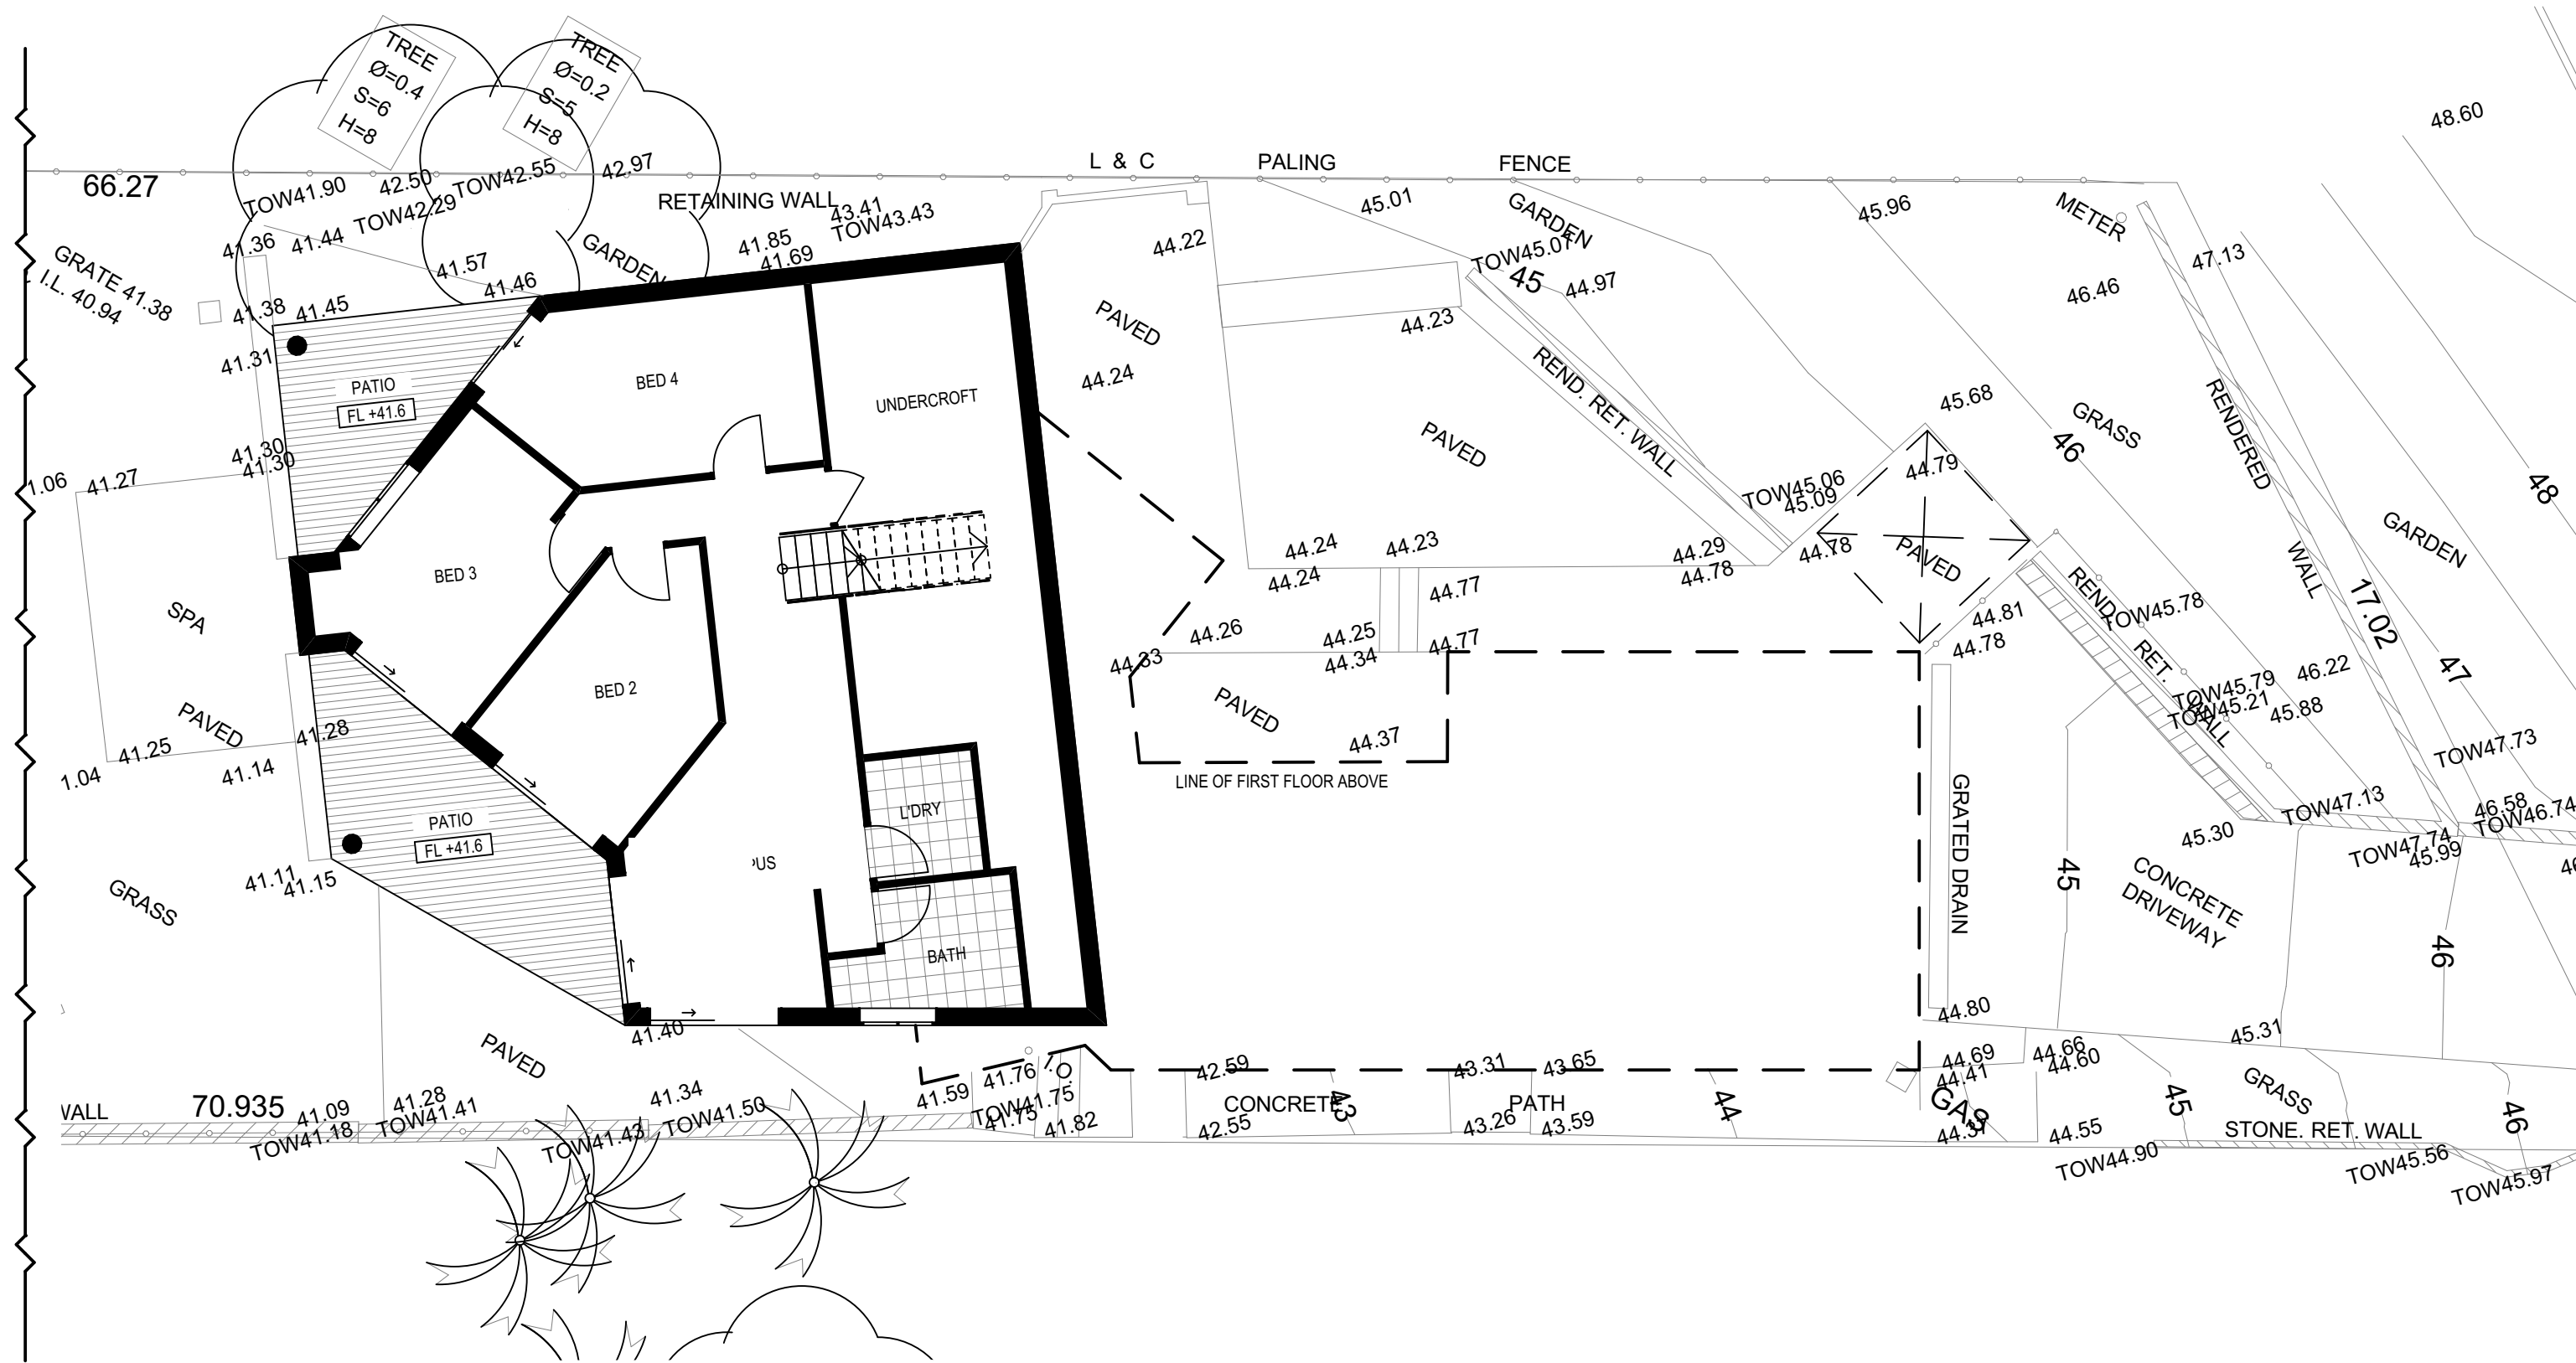 TREE
Ø=0.4
S=6
H=8
TREE
Ø=0.2
S=5
H=8
48.60
66.27
TOW41.90
42.50
TOW42.55
42.97
L & C
PALING
FENCE
TOW42.29
RETAINING WALL
43.41
TOW43.43
45.01
GARDEN
45.96
METER
GRATE 41.38
I.L. 40.94
41.36
41.44
41.57
41.46
GARDEN
41.85
41.69
44.22
TOW45.07
45
44.97
47.13
46.46
41.38
41.45
41.31
PAVED
44.23
44.24
PATIO
FL +41.6
BED 4
UNDERCROFT
REND. RET. WALL
45.68
GRASS
RENDERED
WALL
PAVED
46
48
41.30
41.30
1.06
41.27
TOW45.06
45.09
44.79
GARDEN
44.24
44.23
44.29
44.78
44.78
PAVED
44.24
44.77
BED 3
SPA
REND.
RET.
WALL
TOW45.78
17.02
44.81
44.78
44.26
44.25
44.77
44.33
44.34
47
46.22
BED 2
PAVED
TOW45.79
TOW45.21
45.88
PAVED
41.28
44.37
TOW47.73
41.25
41.14
1.04
LINE OF FIRST FLOOR ABOVE
PATIO
FL +41.6
L'DRY
GRATED DRAIN
TOW47.13
46.58
TOW46.74
45.30
TOW47.74
45.99
PUS
41.11
41.15
GRASS
45
CONCRETE
DRIVEWAY
BATH
46
41.40
PAVED
44.80
45.31
44.69
44.41
44.66
44.60
GRASS
42.59
43.31
43.65
41.76
41.59
TOW41.75
41.75
41.82
CONCRETE
43
PATH
44
GAS
45
46
WALL
70.935
41.09
41.28
41.34
TOW41.18
TOW41.41
TOW41.43
TOW41.50
42.55
43.26
43.59
44.37
44.55
STONE. RET. WALL
TOW44.90
TOW45.56
TOW45.97